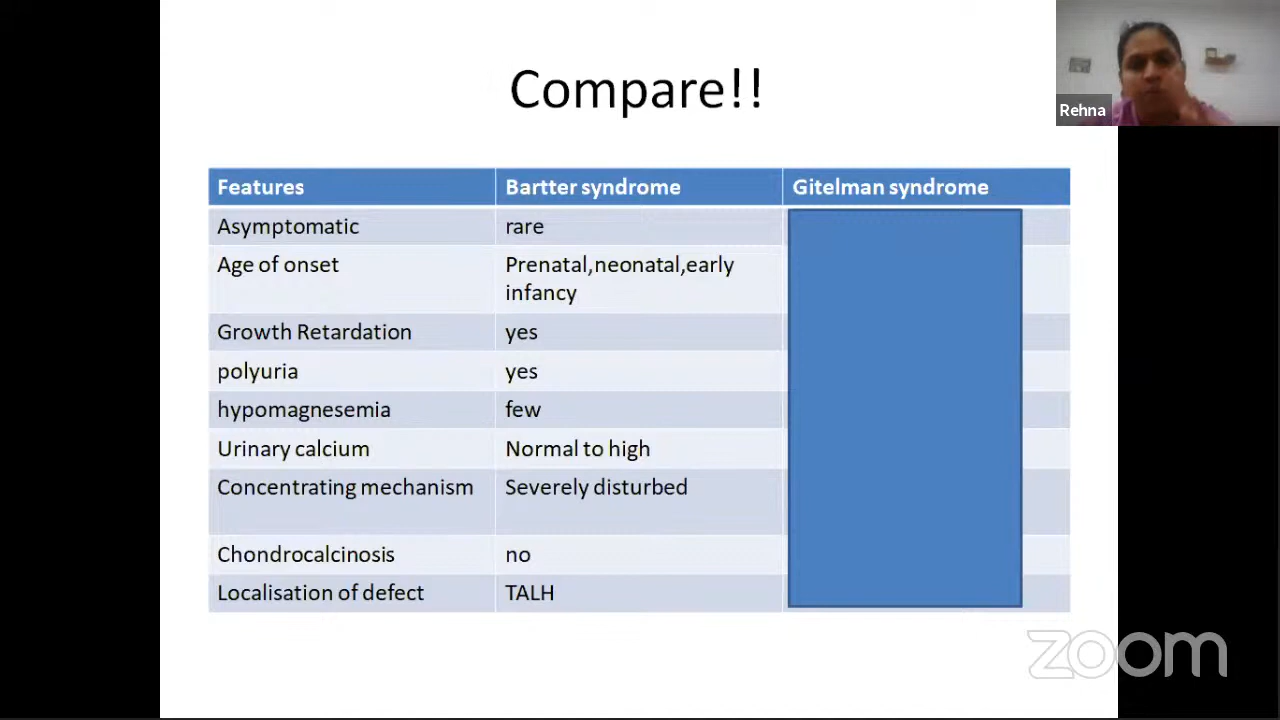 Compare!!
Rehna
Features Bartter syndrome Gitelman syndrome
Asymptomatic rare
Age of onset Prenatal,neonatal,early
infancy
Growth Retardation yes
polyuria yes
hypomagnesemia few
Urinary calcium Normal to high
Concentrating mechanism Severely disturbed
Chondrocalcinosis no
Localisation of defect TALH
zoom